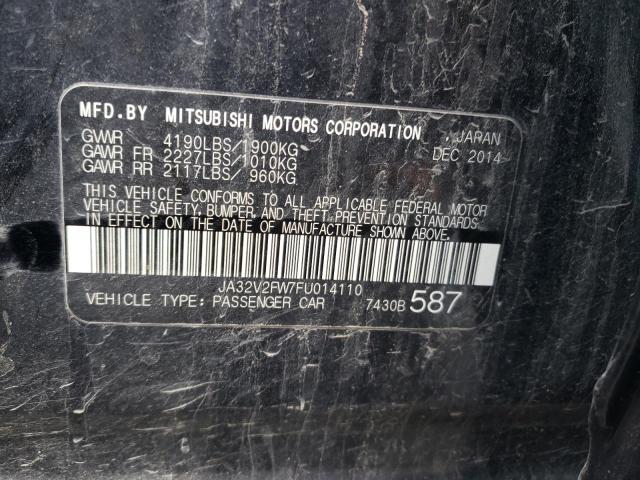 MFD.BY MITSUBISHI MOTORS CORPORATION JAPAN
GVWR 4190LBS/1900KG DEC 2014
GAWR FR 2227LBS/1010KG
GAWR RR 2117LBS/ 960KG
THIS VEHICLE CONFORMS TO ALL APPLICABLE FEDERAL MOTOR
VEHICLE SAFETY, BUMPER, AND THEFT PREVENTION STANDARDS
IN EFFECT ON THE DATE OF MANUFACTURE SHOWN ABOVE.
JA32V2FW7FU014110
VEHICLE TYPE: PASSENGER CAR 7430B 587